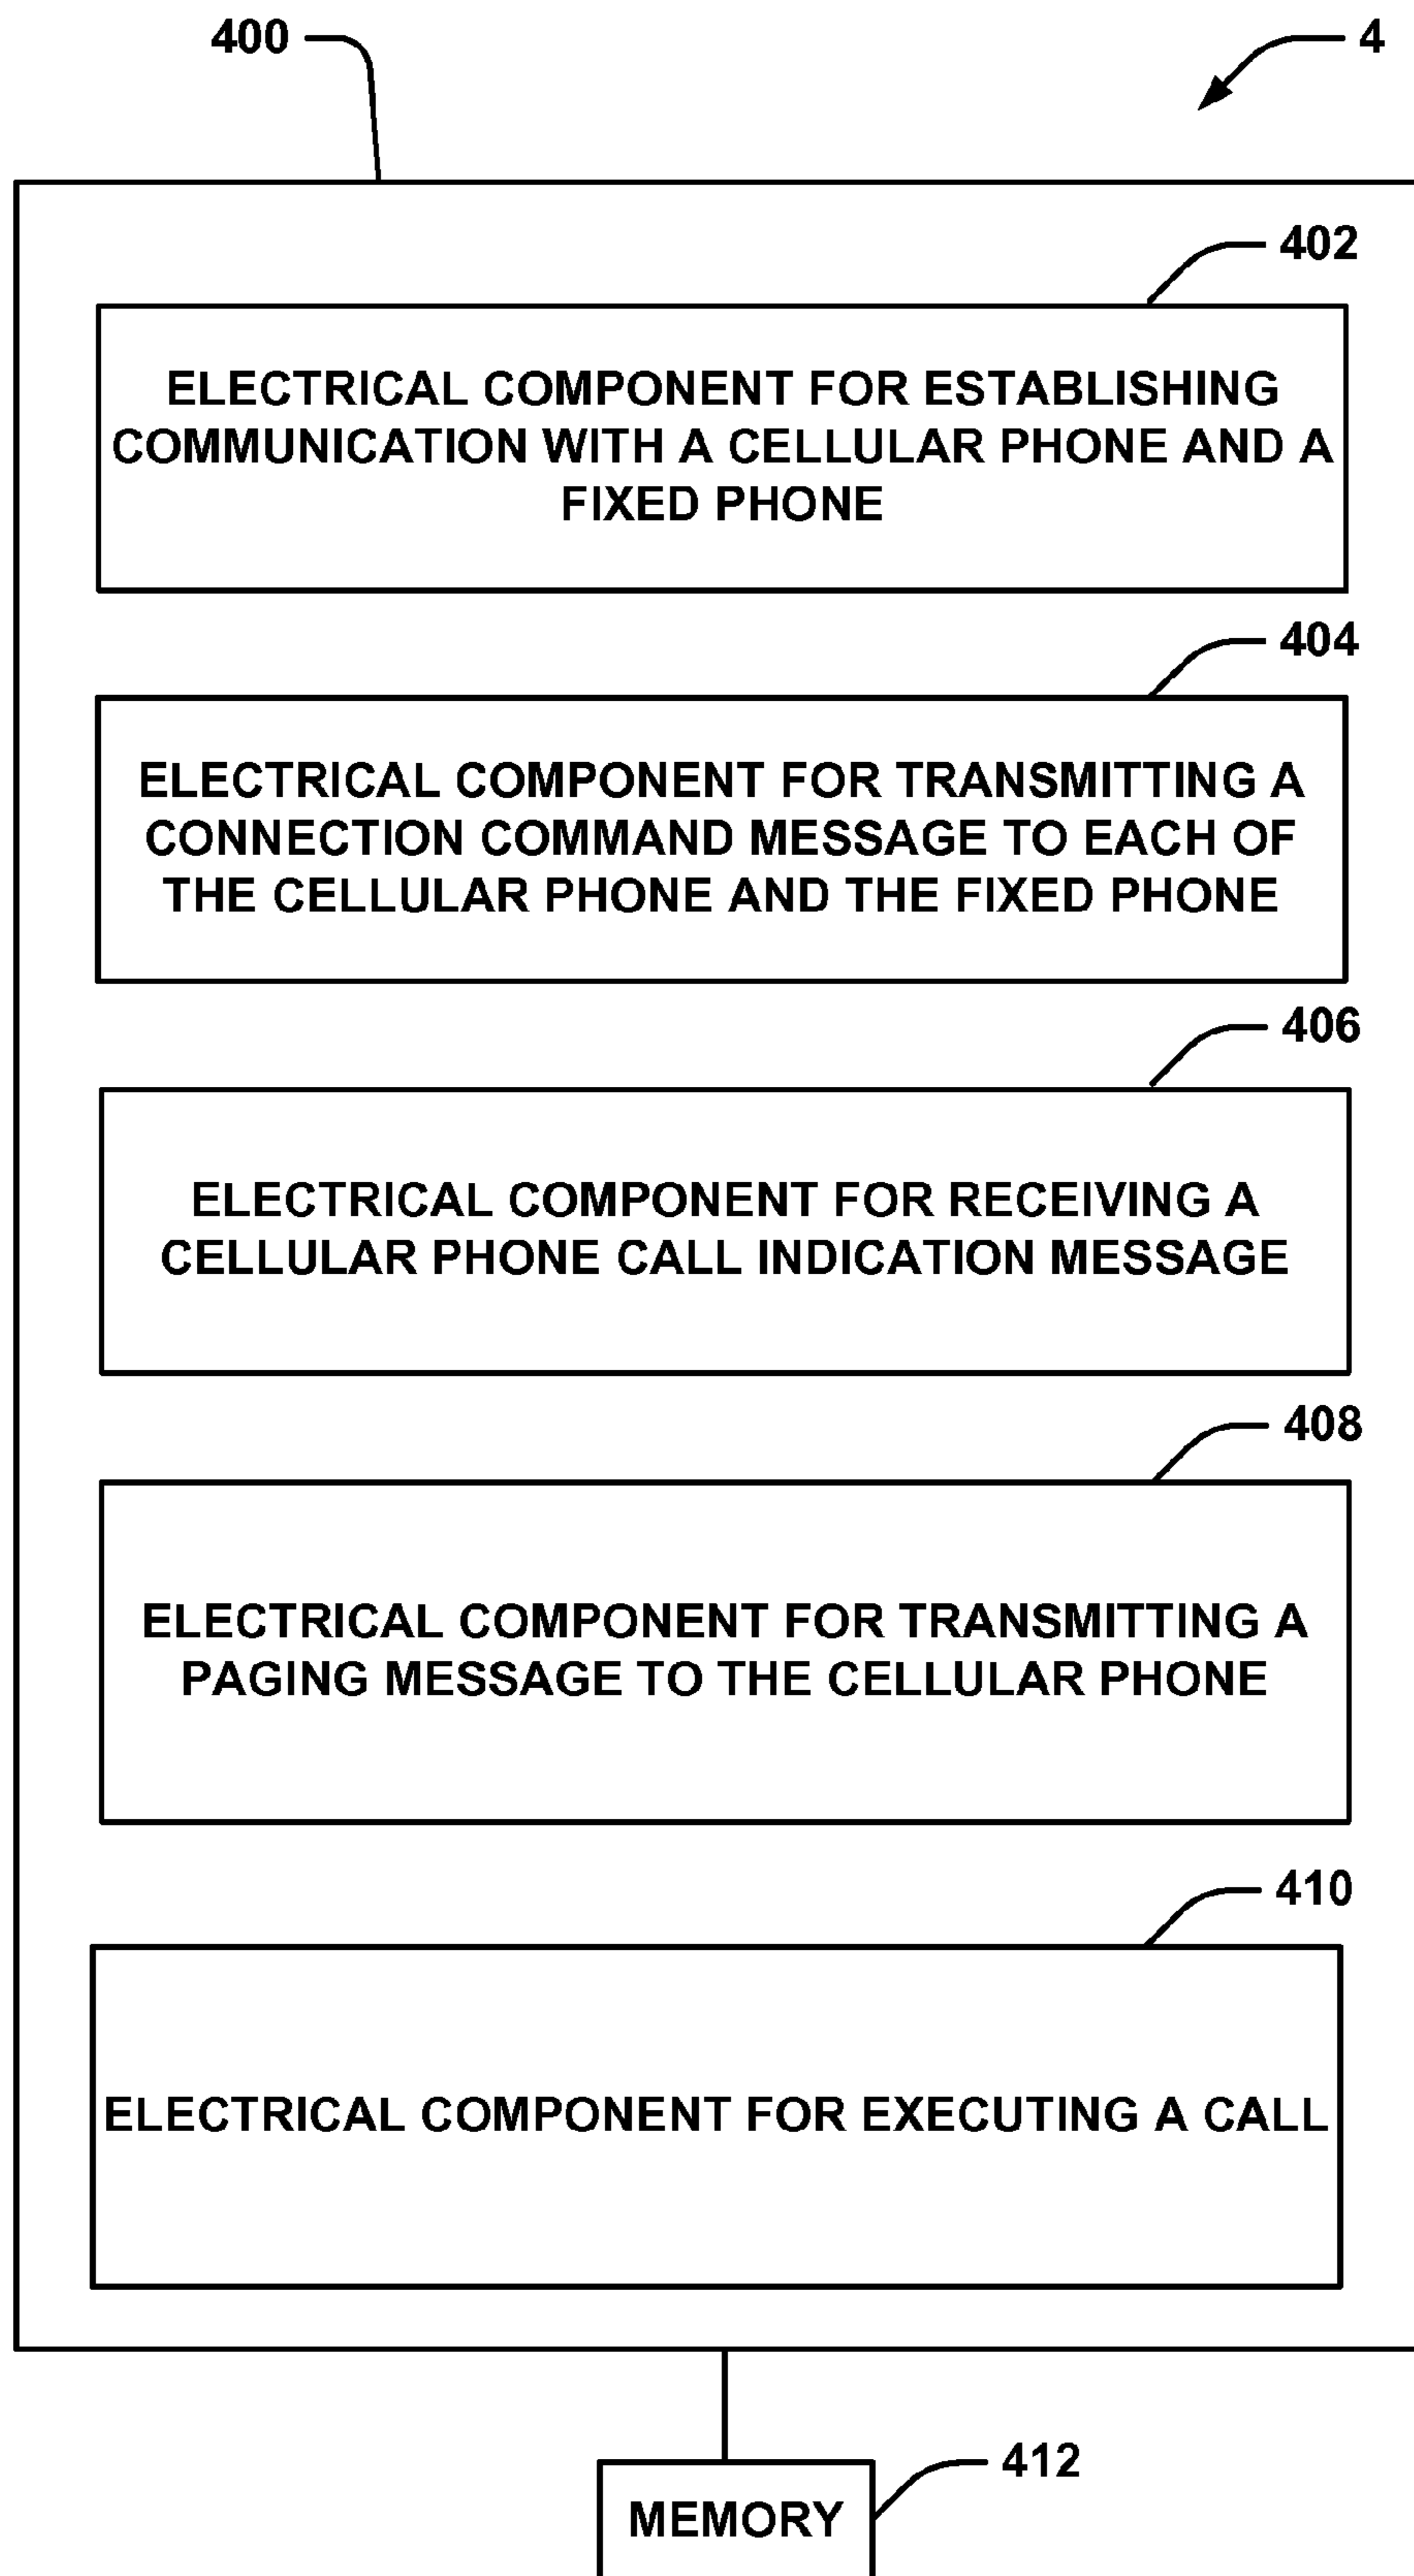 400
4
402
ELECTRICAL COMPONENT FOR ESTABLISHING
COMMUNICATION WITH A CELLULAR PHONE AND A
FIXED PHONE
404
ELECTRICAL COMPONENT FOR TRANSMITTING A
CONNECTION COMMAND MESSAGE TO EACH OF
THE CELLULAR PHONE AND THE FIXED PHONE
406
ELECTRICAL COMPONENT FOR RECEIVING A
CELLULAR PHONE CALL INDICATION MESSAGE
408
ELECTRICAL COMPONENT FOR TRANSMITTING A
PAGING MESSAGE TO THE CELLULAR PHONE
410
ELECTRICAL COMPONENT FOR EXECUTING A CALL
412
MEMORY